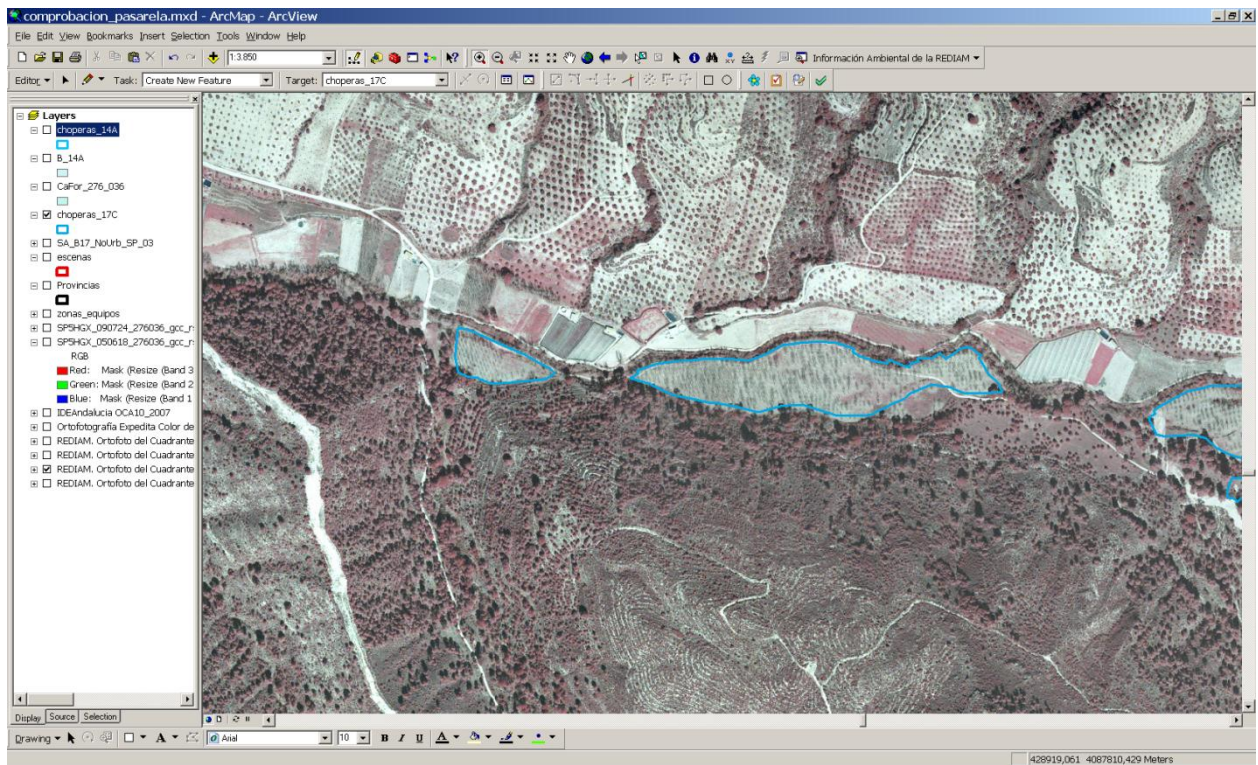 comprobacion_pasarela.mxd - ArcMap - ArcView
File Edit View Bookmarks Insert Selection Tools Window Help
1:3.850
Información Ambiental de la REDIAM
Editor Task: Create New Feature Target: choperas_17C
Layers
choperas_14A
B_14A
CaFor_276_036
choperas_17C
SA_B17_NoUrb_SP_03
escenas
Provincias
zonas_equipos
SP5HGX_090724_276036_gcc_r
SP5HGX_050618_276036_gcc_r
RGB
Red: Mask (Resize (Band 3
Green: Mask (Resize (Band 2
Blue: Mask (Resize (Band 1
IDEAndalucia OCA10_2007
Ortofotografía Expedita Color de
REDIAM. Ortofoto del Cuadrante
REDIAM. Ortofoto del Cuadrante
REDIAM. Ortofoto del Cuadrante
REDIAM. Ortofoto del Cuadrante
Display Source Selection
Drawing A Arial 10 B I U A
428919,061 4087810,429 Meters